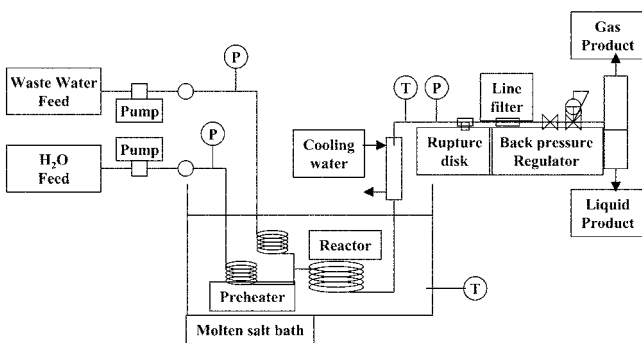 Gas
Product
Waste Water
Feed
P
Pump
T
P
Line
filter
Pump
P
H₂O
Feed
Cooling
water
Rupture
disk
Back pressure
Regulator
Liquid
Product
Reactor
Preheater
T
Molten salt bath